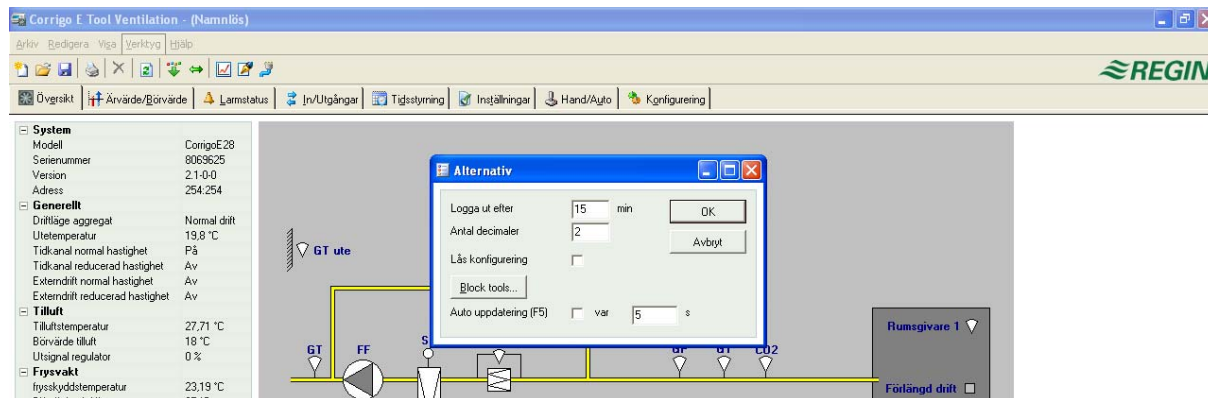 Corrigo E Tool Ventilation - (Namnlös)
Arkiv Redigera Visa Verktyg Hjälp
REGIN
Översikt Ärvärde/Börvärde Larmstatus In/Utgångar Tidsstyrning Inställningar Hand/Auto Konfigurering
System
Modell CorrigoE28
Serienummer 8069625
Version 2.1-0-0
Adress 254:254
Generellt
Driftläge aggregat Normal drift
Utetemperatur 19,8 °C
Tidkanal normal hastighet På
Tidkanal reducerad hastighet Av
Externdrift normal hastighet Av
Externdrift reducerad hastighet Av
Tilluft
Tilluftstemperatur 27,71 °C
Börvärde tilluft 18 °C
Utsignal regulator 0 %
Frysvakt
frysskyddstemperatur 23,19 °C
GT ute
Alternativ
Logga ut efter 15 min OK
Antal decimaler 2
Avbryt
Lås konfigurering
Block tools...
Auto uppdatering (F5) var 5 s
Rumsgivare 1
GT FF S GP GT CO2
Förlängd drift